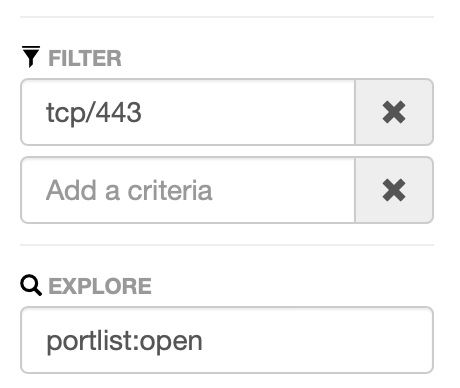 FILTER
tcp/443
Add a criteria
EXPLORE
portlist:open